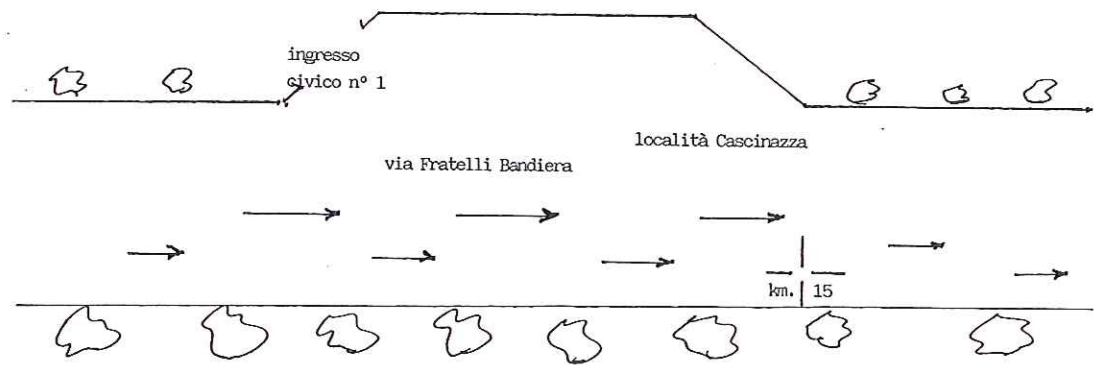 ingresso
civico n° 1
località Cascinazza
via Fratelli Bandiera
km. 15